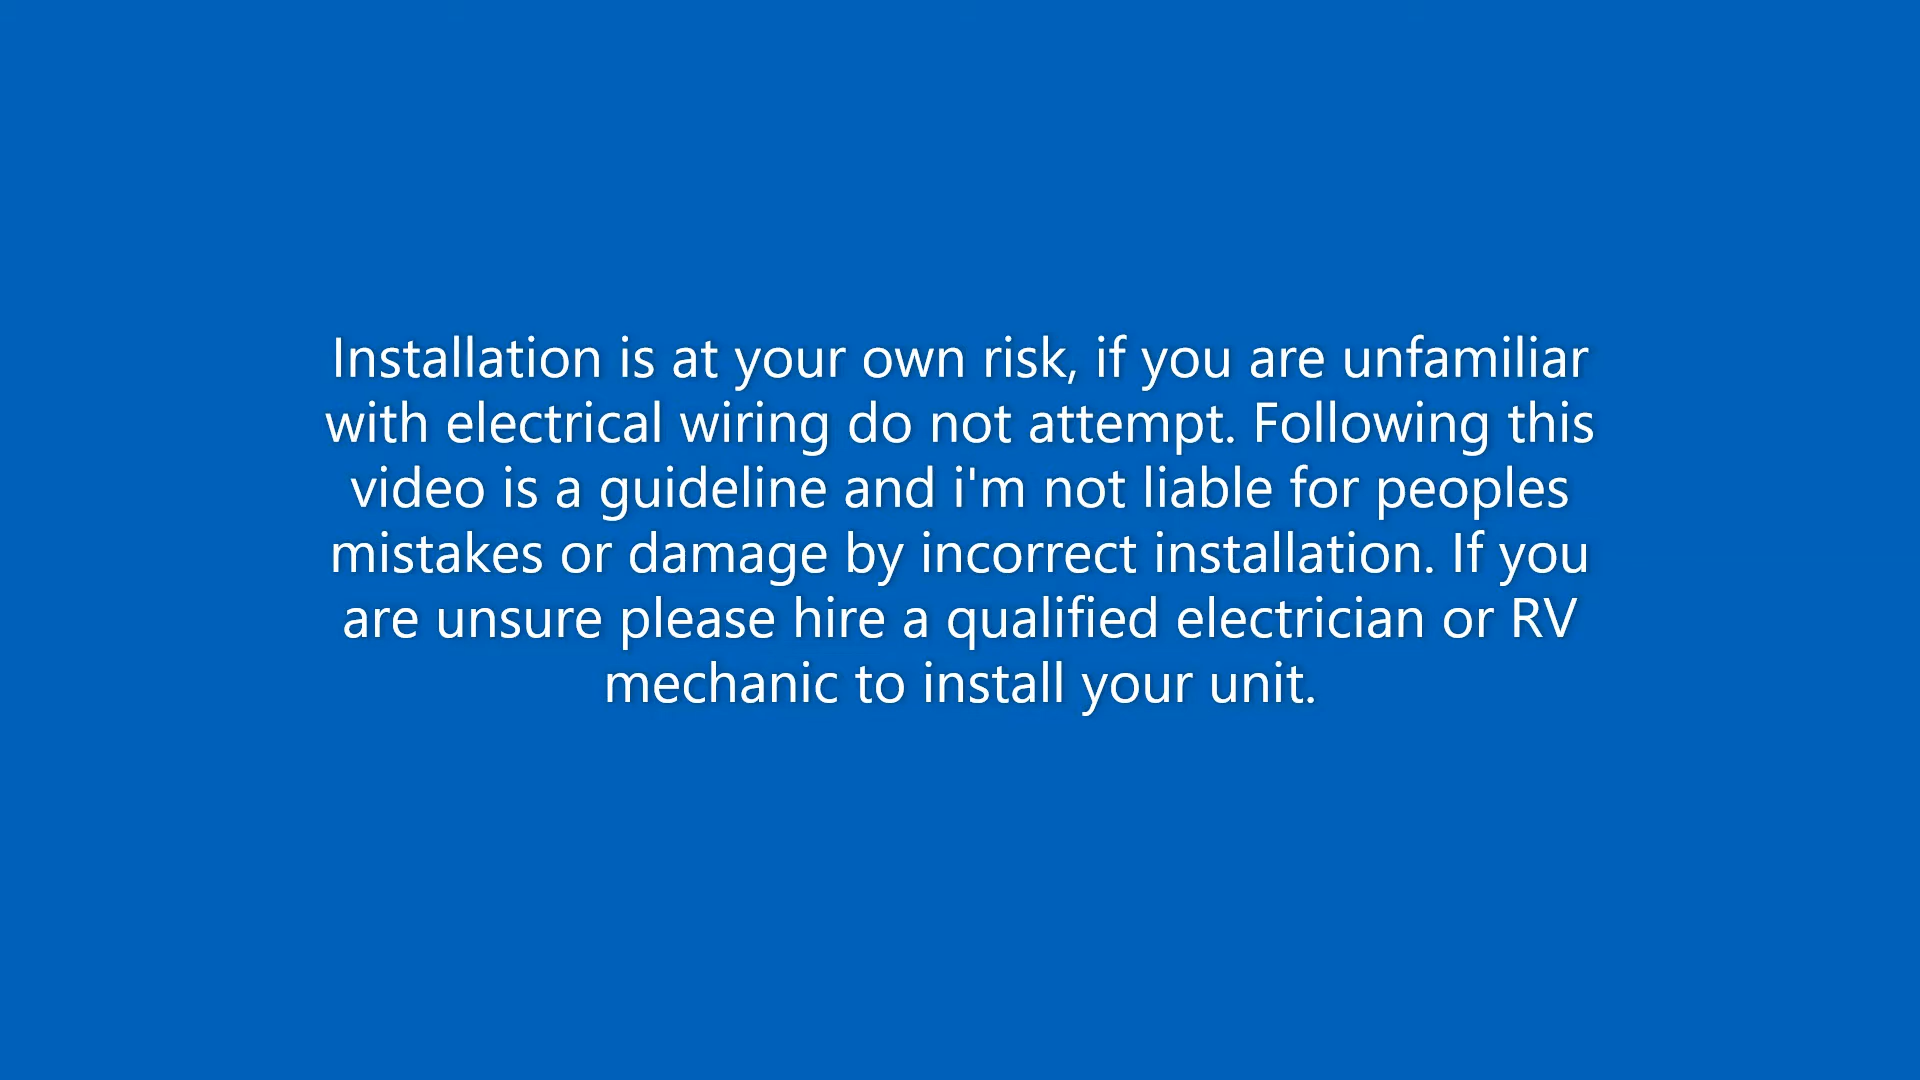 Installation is at your own risk, if you are unfamiliar
with electrical wiring do not attempt. Following this
video is a guideline and i'm not liable for peoples
mistakes or damage by incorrect installation. If you
are unsure please hire a qualified electrician or RV
mechanic to install your unit.